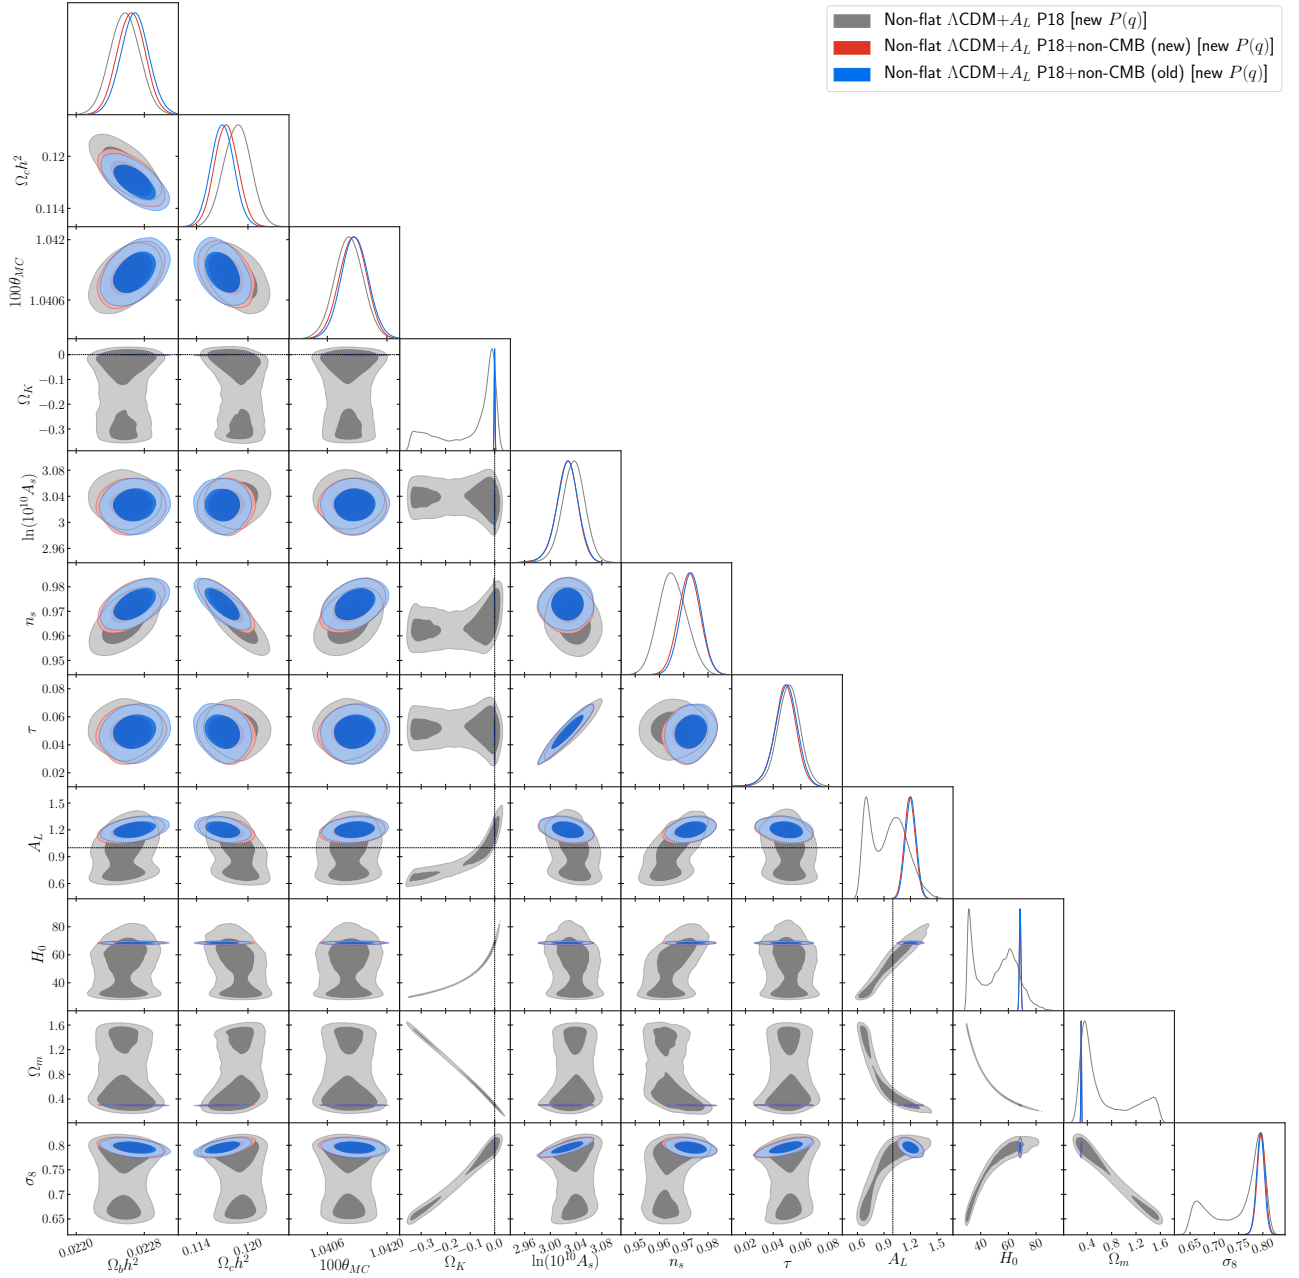 Non-flat ΛCDM+A_L P18 [new P(q)]
Non-flat ΛCDM+A_L P18+non-CMB (new) [new P(q)]
Non-flat ΛCDM+A_L P18+non-CMB (old) [new P(q)]
Ω_c h²
0.12
0.114
100θ_MC
1.042
1.0406
Ω_K
0
−0.1
−0.2
−0.3
ln(10¹⁰A_s)
3.08
3.04
3
2.96
n_s
0.98
0.97
0.96
0.95
τ
0.08
0.06
0.04
0.02
A_L
1.5
1.2
0.9
0.6
H_0
80
60
40
Ω_m
1.6
1.2
0.8
0.4
σ_8
0.8
0.75
0.7
0.65
0.0220 0.0228 0.114 0.120 1.0406 1.0420 −0.3 −0.2 −0.1 0.0 2.96 3.00 3.04 3.08 0.95 0.96 0.97 0.98 0.02 0.04 0.06 0.08 0.6 0.9 1.2 1.5 40 60 80 0.4 0.8 1.2 1.6 0.65 0.70 0.75 0.80
Ω_b h² Ω_c h² 100θ_MC Ω_K ln(10¹⁰A_s) n_s τ A_L H_0 Ω_m σ_8